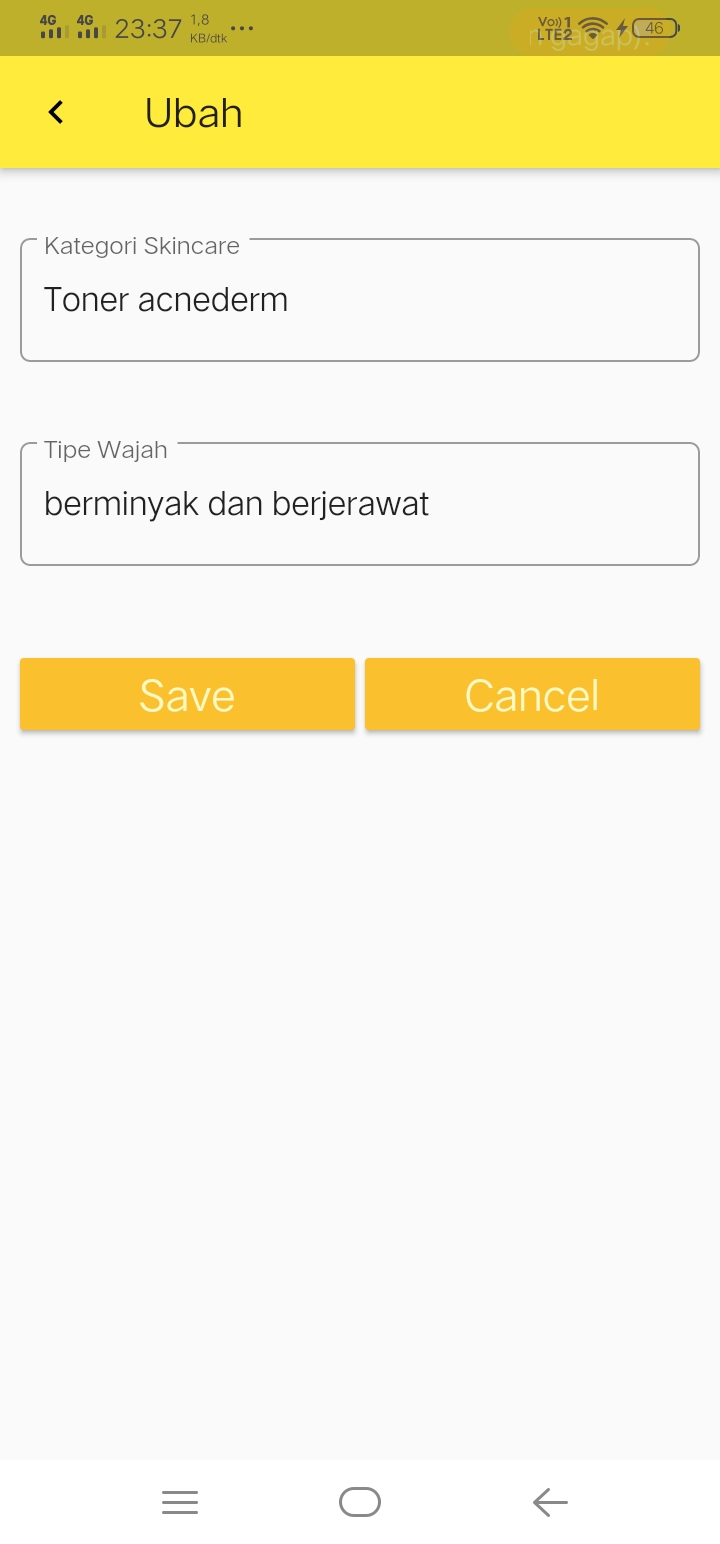 4G 4G 23:37 1,8 KB/dtk ... Vo)) 1 LTE2 46
gagap).
Ubah
Kategori Skincare
Toner acnederm
Tipe Wajah
berminyak dan berjerawat
Save Cancel